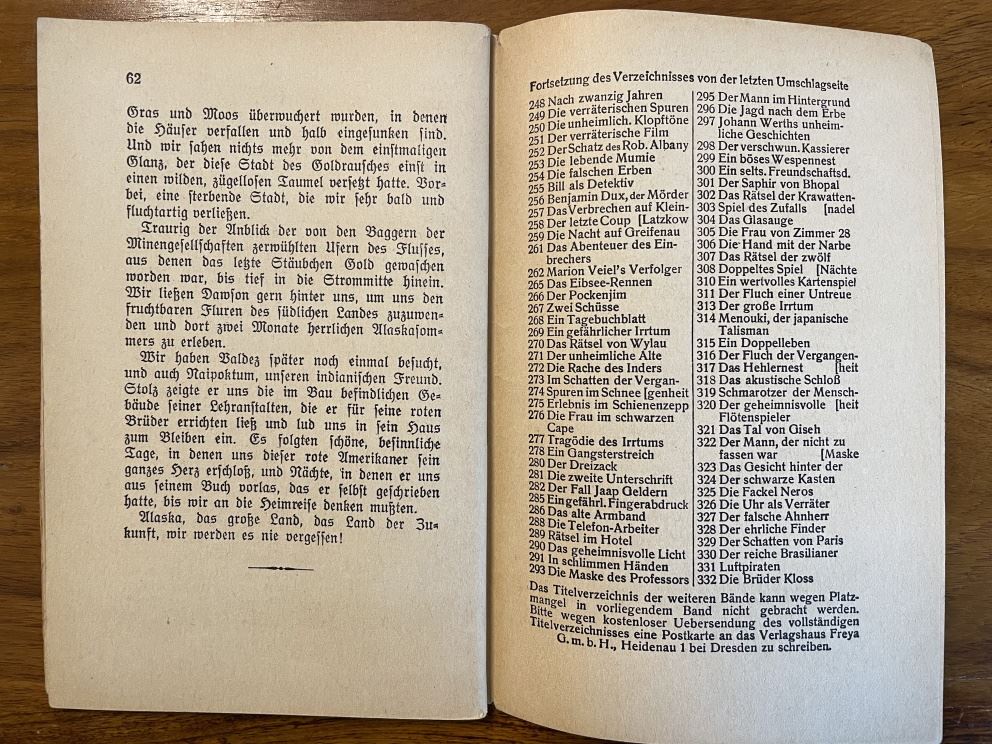 62
Gras und Moos überwuchert wurden, in denen
die Häuser verfallen und halb eingesunken sind.
Und wir sahen nichts mehr von dem einstmaligen
Glanz, der diese Stadt des Goldrausches einst in
einen wilden, zügellosen Taumel versetzt hatte. Vor-
bei, eine sterbende Stadt, die wir sehr bald und
fluchtartig verließen.
Traurig der Anblick der von den Baggern der
Minengesellschaften zerwühlten Ufern des Flusses,
aus denen das letzte Stäubchen Gold gewaschen
worden war, bis tief in die Strommitte hinein.
Wir ließen Dawson gern hinter uns, um uns den
fruchtbaren Fluren des südlichen Landes zuzuwen-
den und dort zwei Monate herrlichen Alaskasom-
mers zu erleben.
Wir haben Valdez später noch einmal besucht,
und auch Naipoktum, unseren indianischen Freund.
Stolz zeigte er uns die im Bau befindlichen Ge-
bäude seiner Lehranstalten, die er für seine roten
Brüder errichten ließ und lud uns in sein Haus
zum Bleiben ein. Es folgten schöne, besinnliche
Tage, in denen uns dieser rote Amerikaner sein
ganzes Herz erschloß, und Nächte, in denen er uns
aus seinem Buch vorlas, das er selbst geschrieben
hatte, bis wir an die Heimreise denken mußten.
Alaska, das große Land, das Land der Zu-
kunft, wir werden es nie vergessen!
Fortsetzung des Verzeichnisses von der letzten Umschlagseite
248 Nach zwanzig Jahren
249 Die verräterischen Spuren
250 Die unheimlich. Klopftöne
251 Der verräterische Film
252 Der Schatz des Rob. Albany
253 Die lebende Mumie
254 Die falschen Erben
255 Bill als Detektiv
256 Benjamin Dux, der Mörder
257 Das Verbrechen auf Klein-
258 Der letzte Coup [Latzkow
259 Die Nacht auf Greifenau
261 Das Abenteuer des Ein-
brechers
262 Marion Veiel's Verfolger
265 Das Eibsee-Rennen
266 Der Pockenjim
267 Zwei Schüsse
268 Ein Tagebuchblatt
269 Ein gefährlicher Irrtum
270 Das Rätsel von Wylau
271 Der unheimliche Alte
272 Die Rache des Inders
273 Im Schatten der Vergan-
274 Spuren im Schnee [genheit
275 Erlebnis im Schienenzepp
276 Die Frau im schwarzen
Cape
277 Tragödie des Irrtums
278 Ein Gangsterstreich
280 Der Dreizack
281 Die zweite Unterschrift
282 Der Fall Jaap Geldern
285 Ein gefährl. Fingerabdruck
286 Das alte Armband
288 Die Telefon-Arbeiter
289 Rätsel im Hotel
290 Das geheimnisvolle Licht
291 In schlimmen Händen
293 Die Maske des Professors
295 Der Mann im Hintergrund
296 Die Jagd nach dem Erbe
297 Johann Werths unheim-
liche Geschichten
298 Der verschwun. Kassierer
299 Ein böses Wespennest
300 Ein selts. Freundschaftsd.
301 Der Saphir von Bhopal
302 Das Rätsel der Krawatten-
303 Spiel des Zufalls [nadel
304 Das Glasauge
305 Die Frau von Zimmer 28
306 Die Hand mit der Narbe
307 Das Rätsel der zwölf
308 Doppeltes Spiel [Nächte
310 Ein wertvolles Kartenspiel
311 Der Fluch einer Untreue
313 Der große Irrtum
314 Menouki, der japanische
Talisman
315 Ein Doppelleben
316 Der Fluch der Vergangen-
317 Das Hehlernest [heit
318 Das akustische Schloß
319 Schmarotzer der Mensch-
320 Der geheimnisvolle [heit
Flötenspieler
321 Das Tal von Giseh
322 Der Mann, der nicht zu
fassen war [Maske
323 Das Gesicht hinter der
324 Der schwarze Kasten
325 Die Fackel Neros
326 Die Uhr als Verräter
327 Der falsche Ahnherr
328 Der ehrliche Finder
329 Der Schatten von Paris
330 Der reiche Brasilianer
331 Luftpiraten
332 Die Brüder Kloss
Das Titelverzeichnis der weiteren Bände kann wegen Platz-
mangel in vorliegendem Band nicht gebracht werden.
Bitte wegen kostenloser Uebersendung des vollständigen
Titelverzeichnisses eine Postkarte an das Verlagshaus Freya
G. m. b. H., Heidenau 1 bei Dresden zu schreiben.